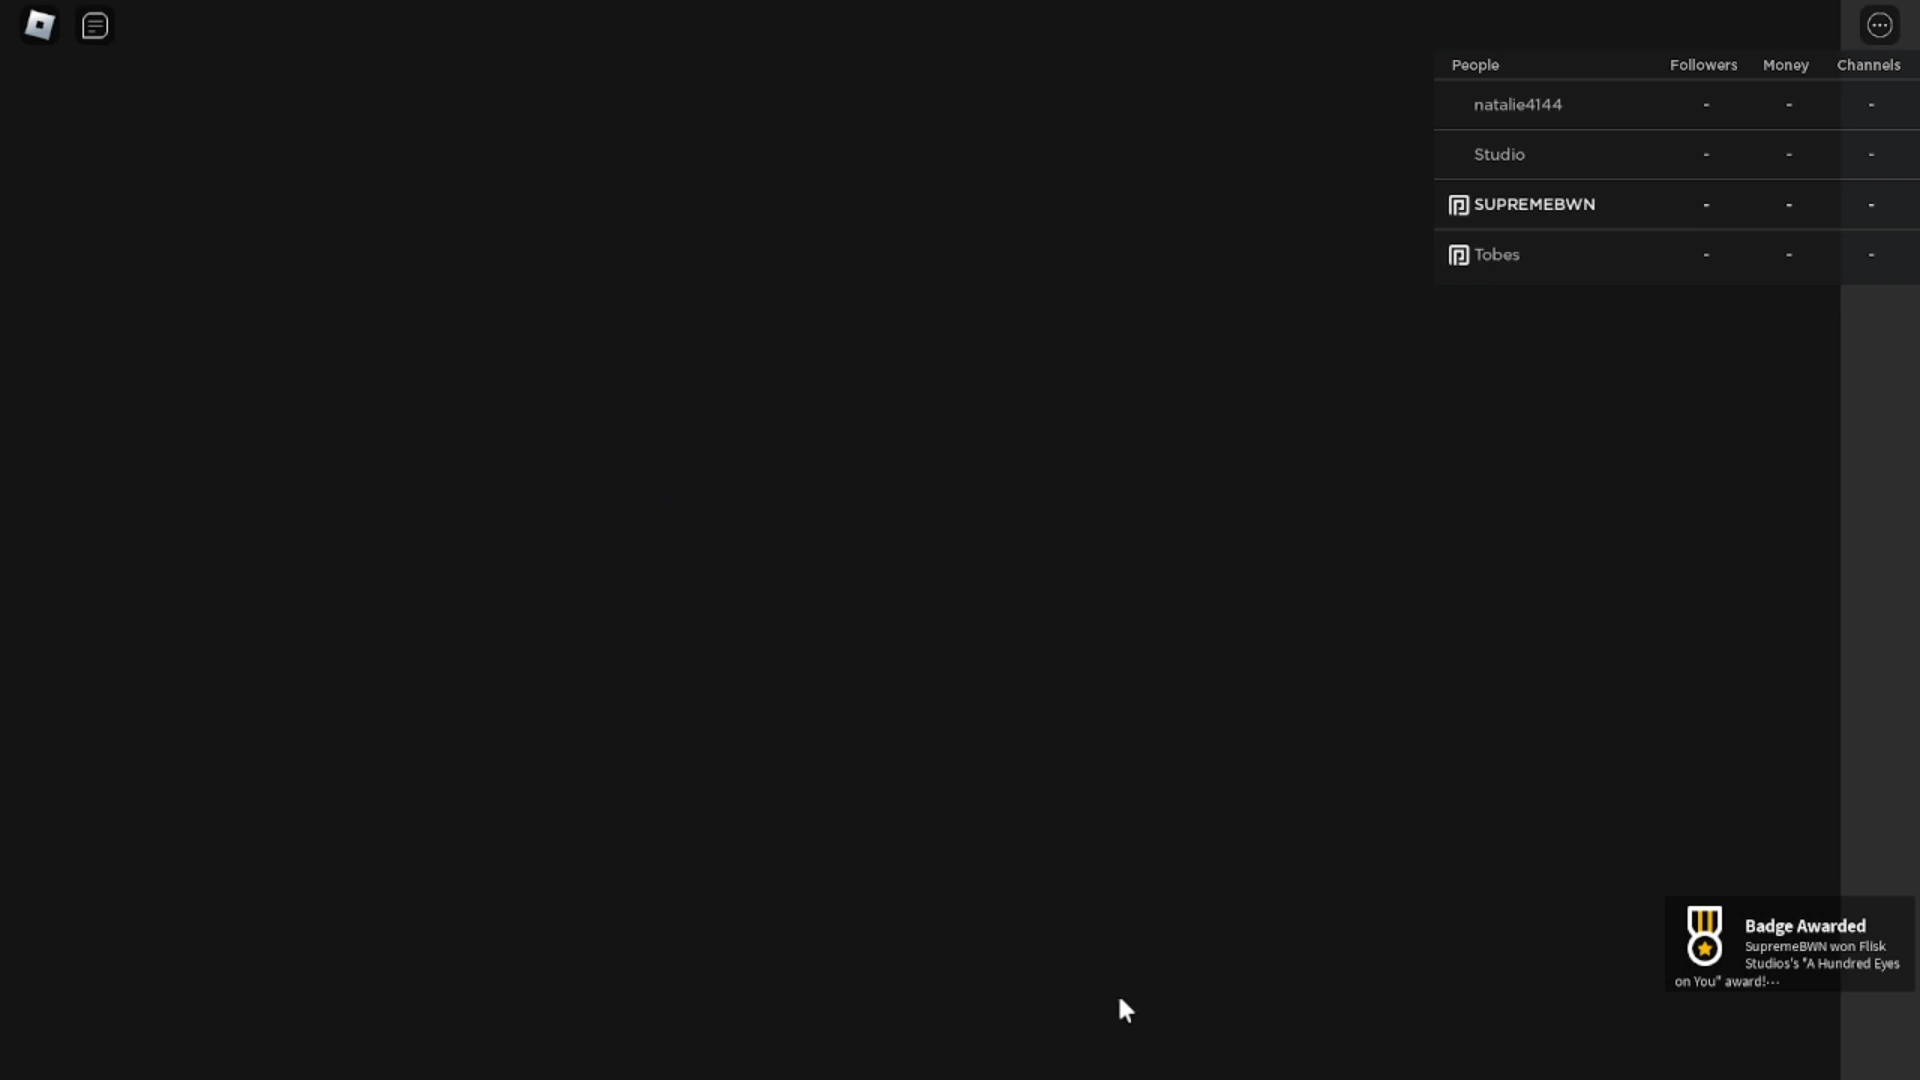 People Followers Money Channels
natalie4144 - - -
Studio - - -
SUPREMEBWN - - -
Tobes - - -
Badge Awarded
SupremeBWN won Flisk
Studios's "A Hundred Eyes
on You" award!...